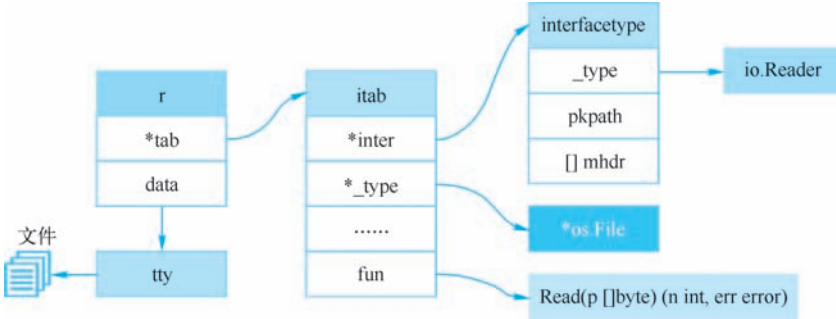 r
*tab
data
文件
tty
itab
*inter
*_type
......
fun
interfacetype
_type
pkpath
[] mhdr
io.Reader
*os.File
Read(p []byte) (n int, err error)